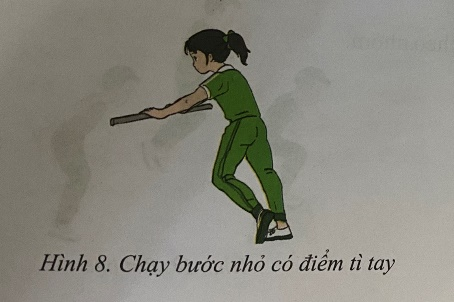 Hình 8. Chạy bước nhỏ có điểm tì tay